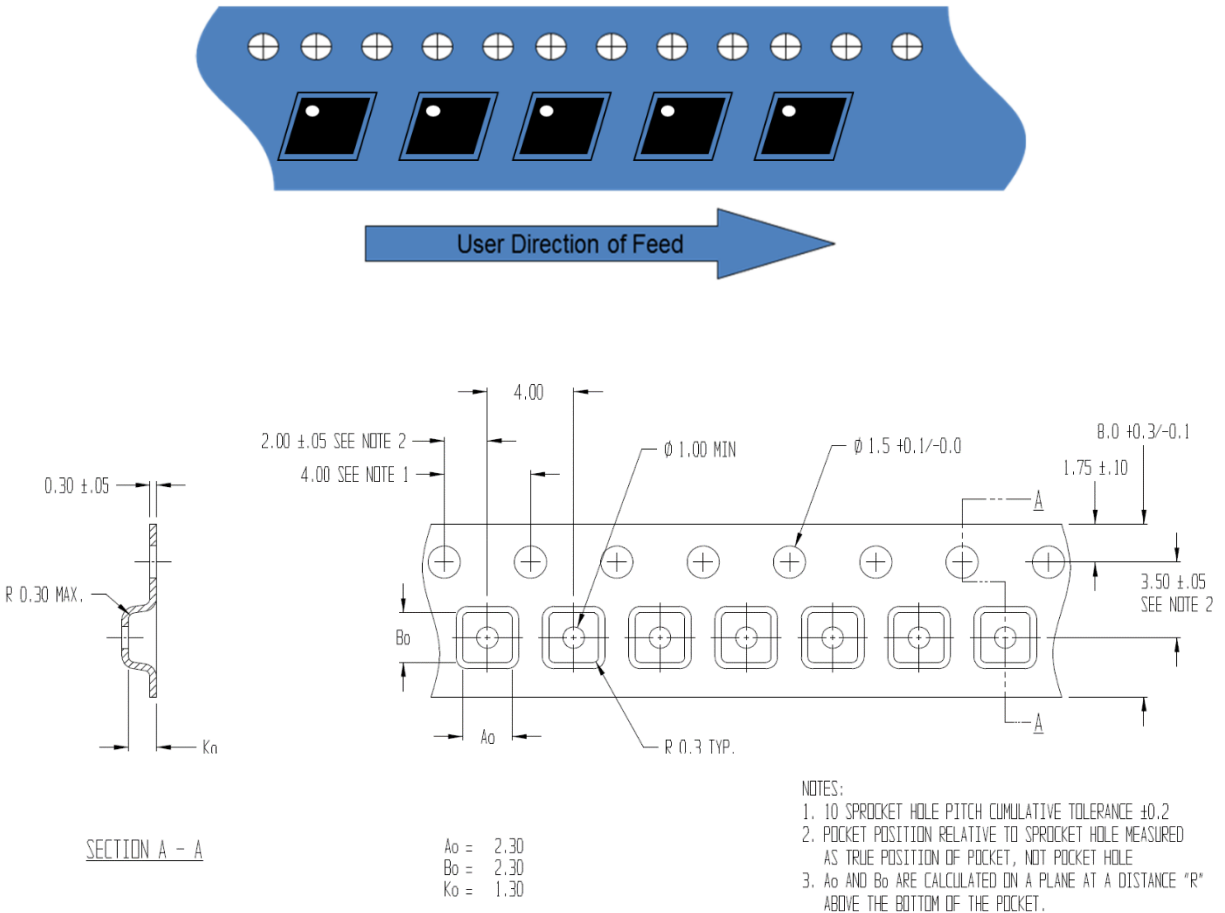 User Direction of Feed
4.00
2.00 ±.05 SEE NOTE 2
4.00 SEE NOTE 1
0.30 ±.05
R 0.30 MAX.
Ko
SECTION A - A
Ø 1.00 MIN
Ø 1.5 +0.1/-0.0
8.0 +0.3/-0.1
1.75 ±.10
A
3.50 ±.05
SEE NOTE 2
Bo
Ao
R 0.3 TYP.
A
Ao = 2.30
Bo = 2.30
Ko = 1.30
NOTES:
1. 10 SPROCKET HOLE PITCH CUMULATIVE TOLERANCE ±0.2
2. POCKET POSITION RELATIVE TO SPROCKET HOLE MEASURED
AS TRUE POSITION OF POCKET, NOT POCKET HOLE
3. Ao AND Bo ARE CALCULATED ON A PLANE AT A DISTANCE "R"
ABOVE THE BOTTOM OF THE POCKET.